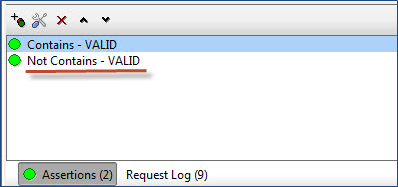 Contains - VALID
Not Contains - VALID
Assertions (2) Request Log (9)